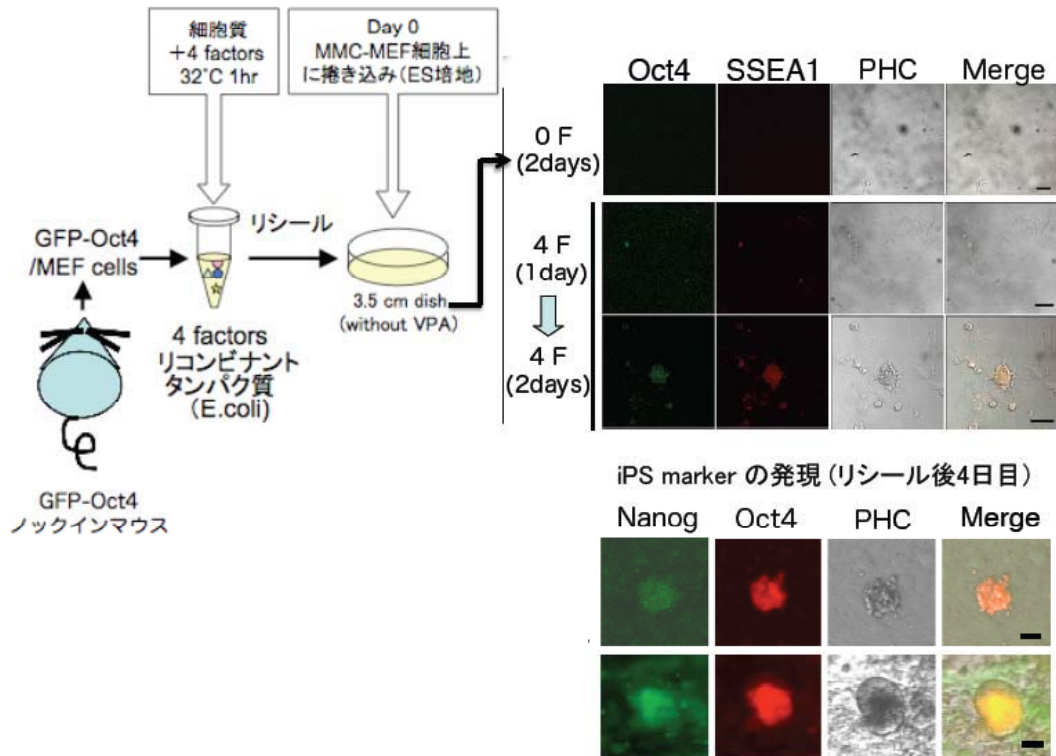 細胞質
+4 factors
32°C 1hr
Day 0
MMC-MEF細胞上
に捲き込み(ES培地)
GFP-Oct4
/MEF cells
リシール
4 factors
リコンビナント
タンパク質
(E.coli)
3.5 cm dish
(without VPA)
GFP-Oct4
ノックインマウス
Oct4 SSEA1 PHC Merge
0 F
(2days)
4 F
(1day)
4 F
(2days)
iPS marker の発現(リシール後4日目)
Nanog Oct4 PHC Merge